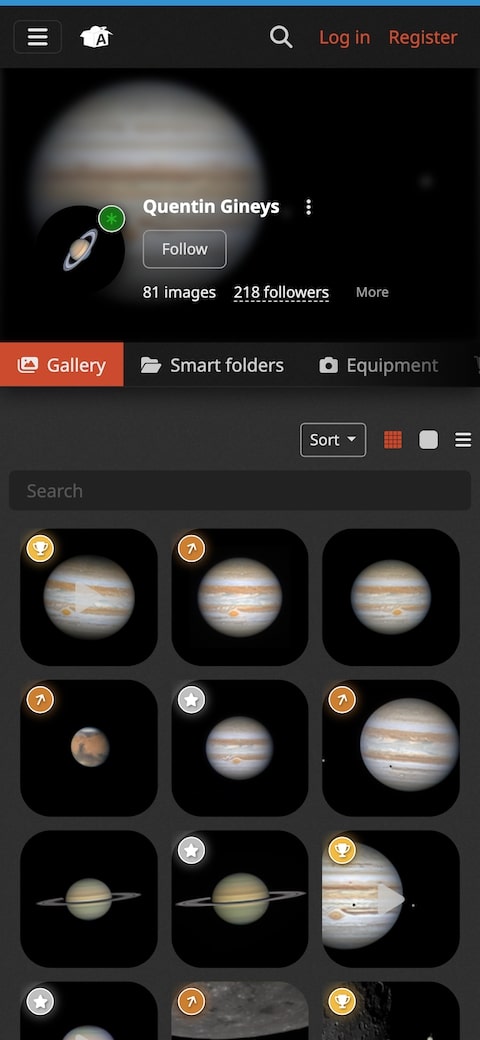 Log in Register
Quentin Gineys
Follow
81 images 218 followers More
Gallery Smart folders Equipment
Sort
Search